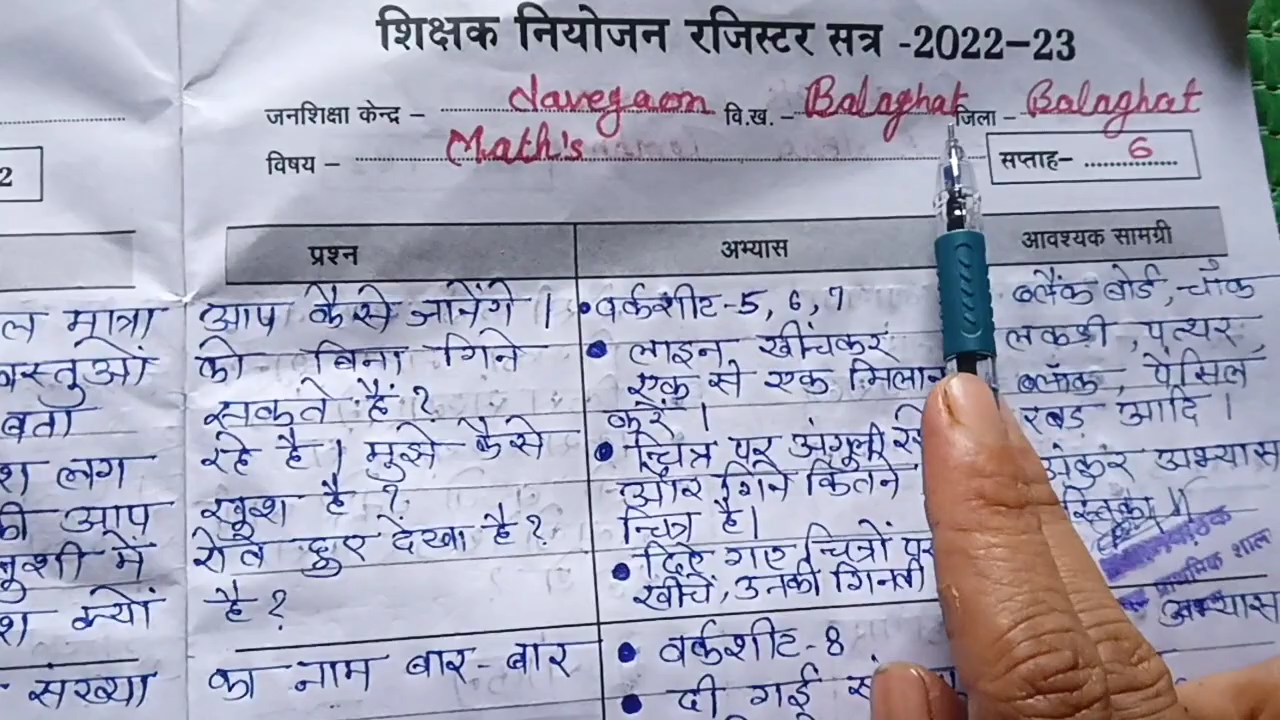 शिक्षक नियोजन रजिस्टर सत्र -2022-23
जनशिक्षा केन्द्र - Navegaon वि.ख. - Balaghat जिला - Balaghat
विषय - Math's सप्ताह- 6
2
प्रश्न अभ्यास आवश्यक सामग्री
ल मात्रा
वस्तुओं
बता
श लग
की आप
खुशी में
श क्यों
संख्या
आप कैसे जानेंगे ।
को बिना गिने
सकते हैं ?
रहे है । मुझे कैसे
खुश है ?
रोते हुए देखा है ?
है ?
का नाम बार-बार
• वर्कशीट-5, 6, 7
• लाइन खींचकर
एक से एक मिलान
करें ।
• चित्र पर अंगुली
और गिने कितने
चित्र है।
• दिए गए चित्रों पर
खींचें, उनकी गिनती
• वर्कशीट-8
• दी गई
ब्लैक बोर्ड, चॉक
लकडी, पत्थर,
ब्लॉक, पेंसिल
रबड आदि ।
अंकुर अभ्यास
प्राथमिक शाल
अभ्यास